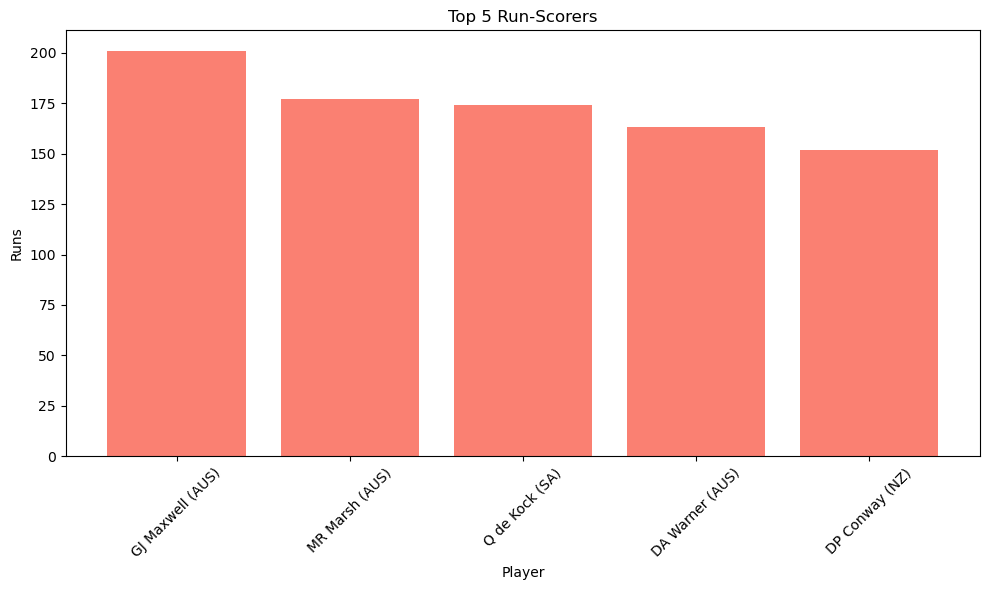 Top 5 Run-Scorers
Runs
200
175
150
125
100
75
50
25
0
GJ Maxwell (AUS)
MR Marsh (AUS)
Q de Kock (SA)
DA Warner (AUS)
DP Conway (NZ)
Player